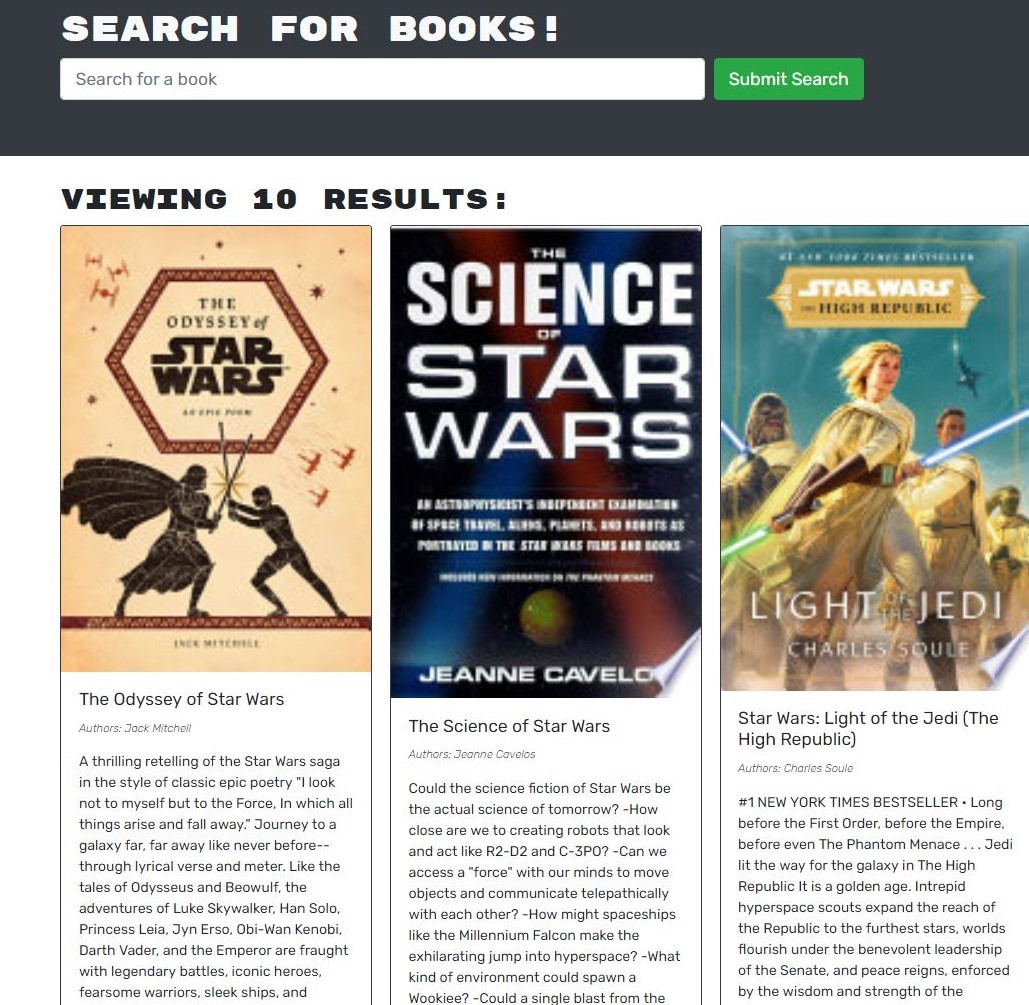 SEARCH FOR BOOKS!
Search for a book
Submit Search
VIEWING 10 RESULTS:
THE
ODYSSEY of
STAR
WARS
AN EPIC POEM
JACK MITCHELL
The Odyssey of Star Wars
Authors: Jack Mitchell
A thrilling retelling of the Star Wars saga
in the style of classic epic poetry "I look
not to myself but to the Force, In which all
things arise and fall away." Journey to a
galaxy far, far away like never before--
through lyrical verse and meter. Like the
tales of Odysseus and Beowulf, the
adventures of Luke Skywalker, Han Solo,
Princess Leia, Jyn Erso, Obi-Wan Kenobi,
Darth Vader, and the Emperor are fraught
with legendary battles, iconic heroes,
fearsome warriors, sleek ships, and
THE
SCIENCE
OF
STAR
WARS
AN ASTROPHYSICIST'S INDEPENDENT EXAMINATION
OF SPACE TRAVEL, ALIENS, PLANETS, AND ROBOTS AS
PORTRAYED IN THE STAR WARS FILMS AND BOOKS
INCLUDES NEW INFORMATION ON THE PHANTOM MENACE
JEANNE CAVELO
The Science of Star Wars
Authors: Jeanne Cavelos
Could the science fiction of Star Wars be
the actual science of tomorrow? -How
close are we to creating robots that look
and act like R2-D2 and C-3PO? -Can we
access a "force" with our minds to move
objects and communicate telepathically
with each other? -How might spaceships
like the Millennium Falcon make the
exhilarating jump into hyperspace? -What
kind of environment could spawn a
Wookiee? -Could a single blast from the
#1 NEW YORK TIMES BESTSELLER
STAR WARS
THE HIGH REPUBLIC
LIGHT OF THE JEDI
CHARLES SOULE
Star Wars: Light of the Jedi (The
High Republic)
Authors: Charles Soule
#1 NEW YORK TIMES BESTSELLER • Long
before the First Order, before the Empire,
before even The Phantom Menace . . . Jedi
lit the way for the galaxy in The High
Republic It is a golden age. Intrepid
hyperspace scouts expand the reach of
the Republic to the furthest stars, worlds
flourish under the benevolent leadership
of the Senate, and peace reigns, enforced
by the wisdom and strength of the